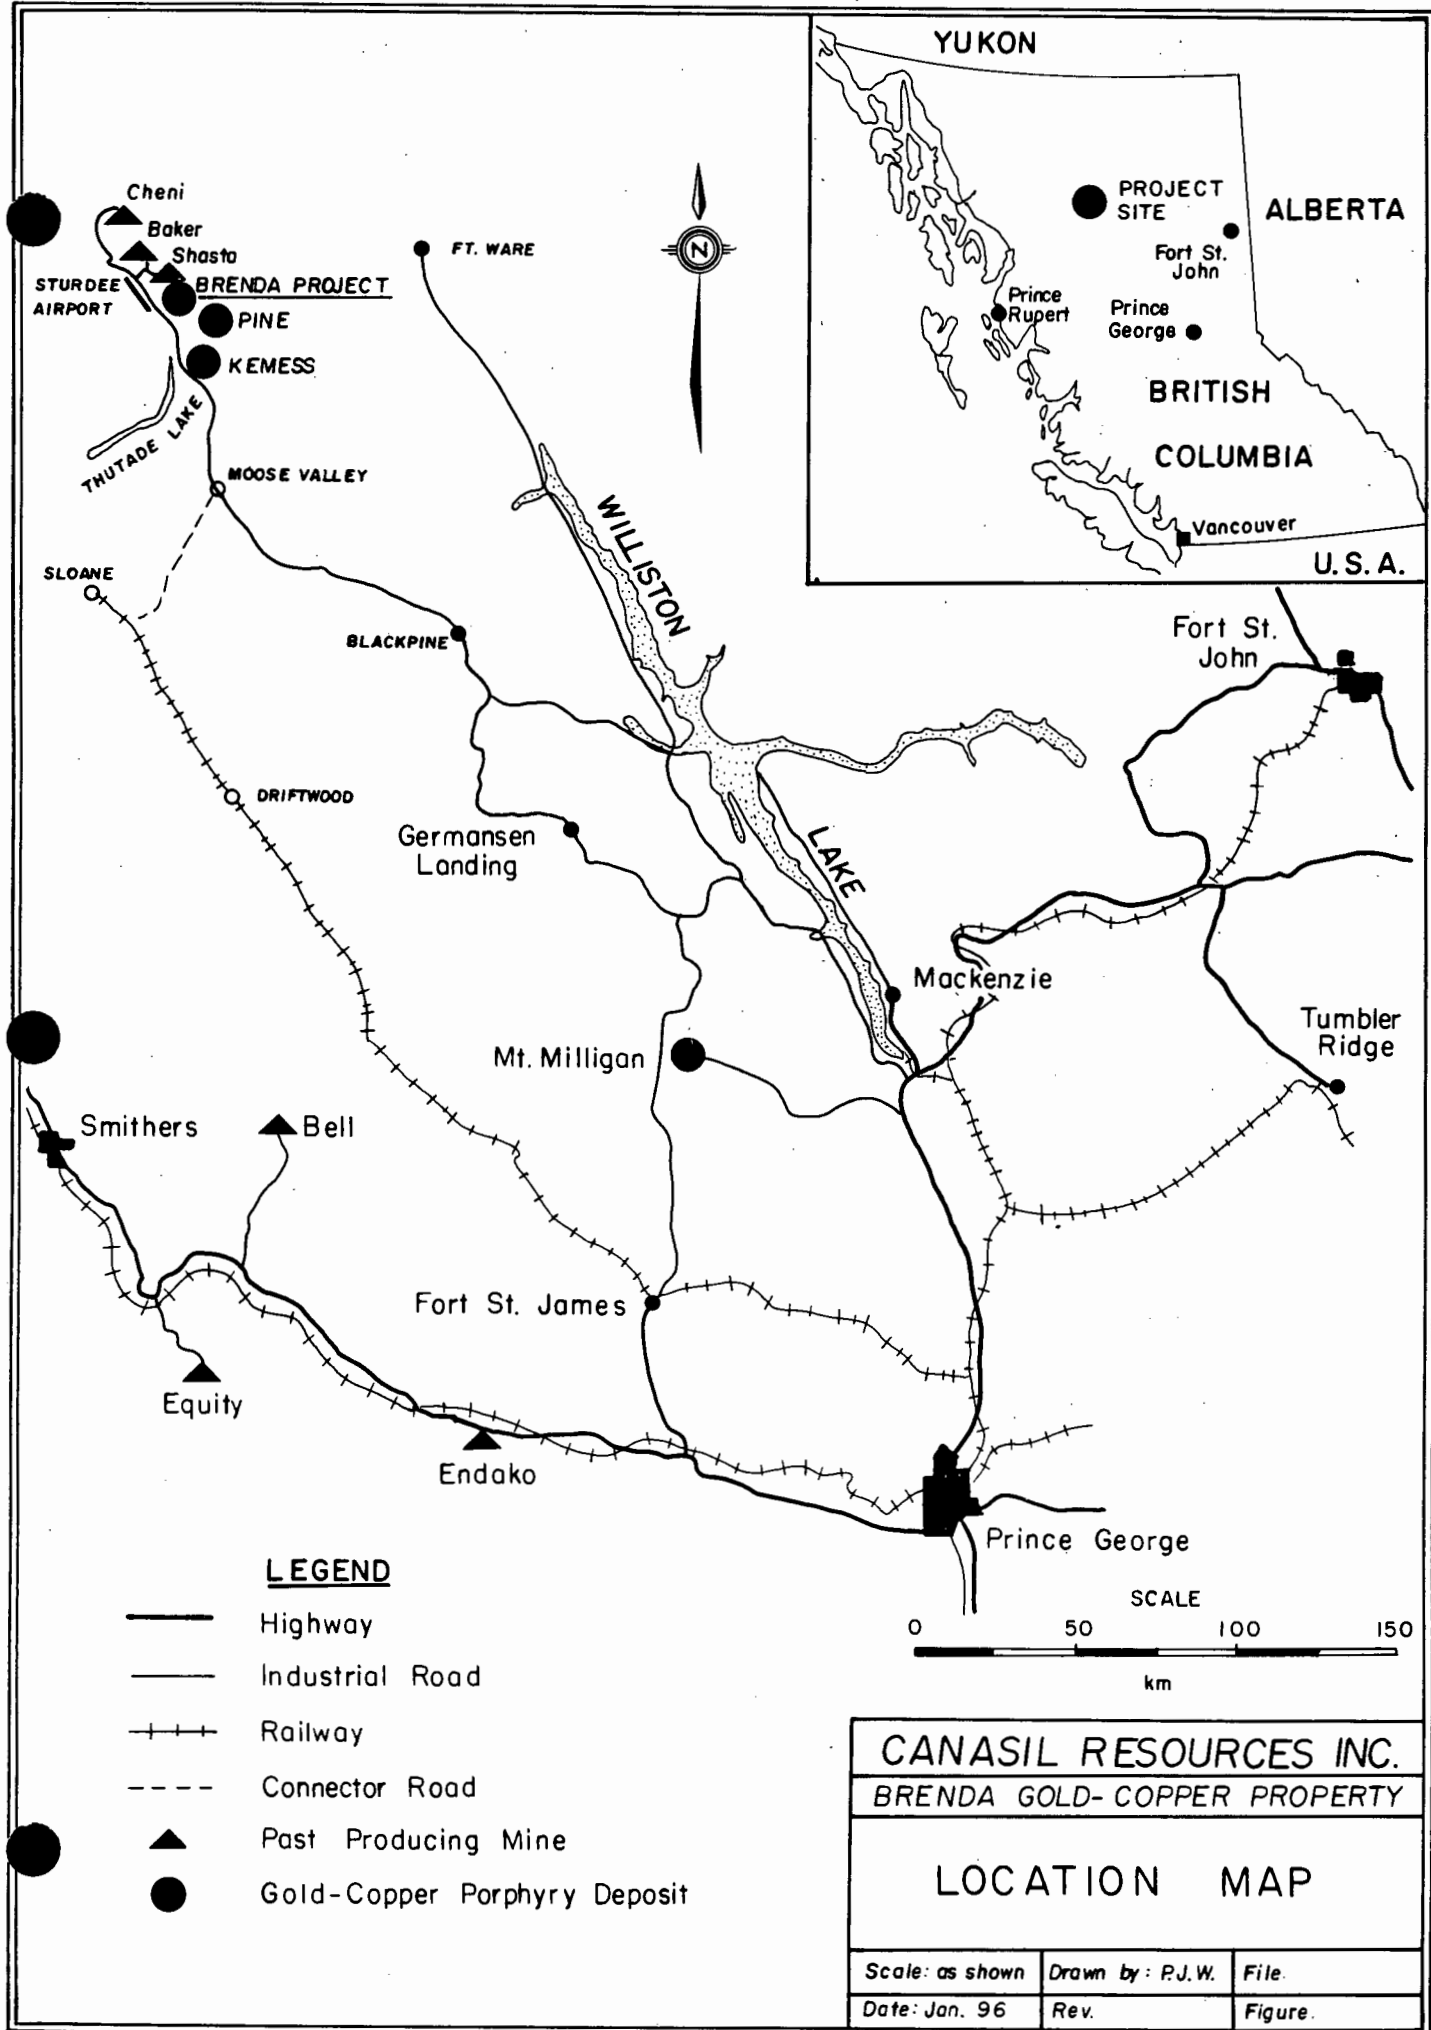 YUKON
PROJECT
SITE
ALBERTA
Fort St.
John
Prince
Rupert
Prince
George
BRITISH
COLUMBIA
Vancouver
U.S.A.
Cheni
Baker
Shasta
BRENDA PROJECT
STURDEE
AIRPORT
PINE
KEMESS
THUTADE LAKE
FT. WARE
N
MOOSE VALLEY
SLOANE
BLACKPINE
WILLISTON
LAKE
Fort St.
John
DRIFTWOOD
Germansen
Landing
Mackenzie
Tumbler
Ridge
Mt. Milligan
Smithers
Bell
Fort St. James
Equity
Endako
Prince George
LEGEND
Highway
Industrial Road
Railway
Connector Road
Past Producing Mine
Gold-Copper Porphyry Deposit
SCALE
0 50 100 150
km
CANASIL RESOURCES INC.
BRENDA GOLD-COPPER PROPERTY
LOCATION MAP
Scale: as shown Drawn by: P.J.W. File.
Date: Jan. 96 Rev. Figure.